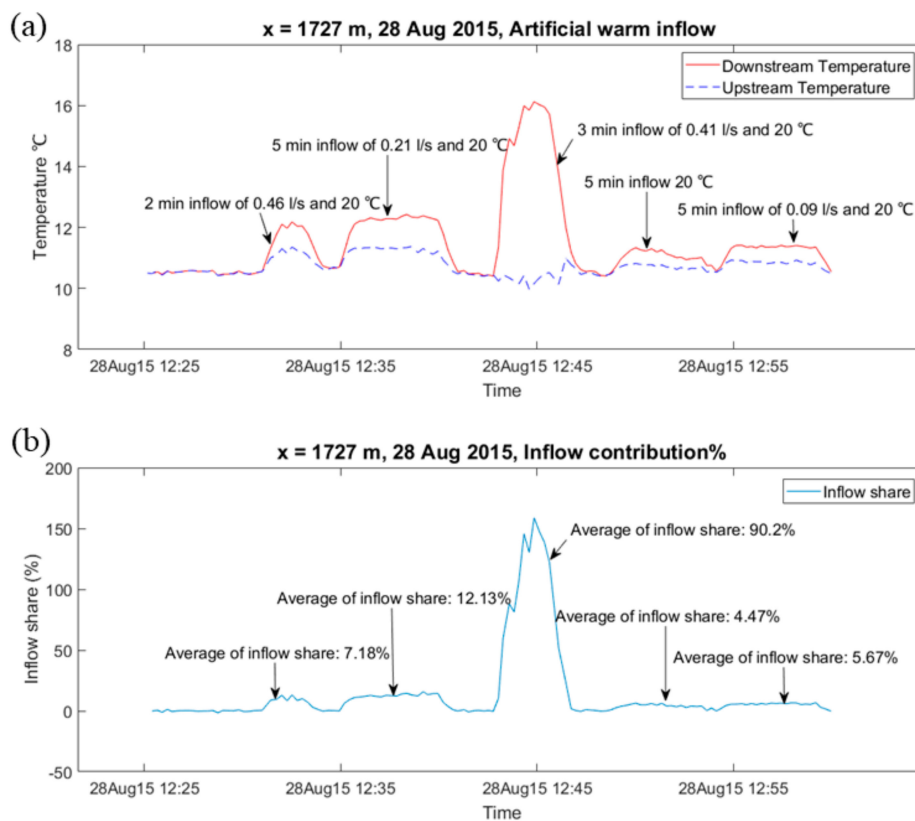 (a)
x = 1727 m, 28 Aug 2015, Artificial warm inflow
18
16
14
12
10
8
Temperature ℃
Downstream Temperature
Upstream Temperature
2 min inflow of 0.46 l/s and 20 ℃
5 min inflow of 0.21 l/s and 20 ℃
3 min inflow of 0.41 l/s and 20 ℃
5 min inflow 20 ℃
5 min inflow of 0.09 l/s and 20 ℃
28Aug15 12:25
28Aug15 12:35
28Aug15 12:45
28Aug15 12:55
Time
(b)
x = 1727 m, 28 Aug 2015, Inflow contribution%
200
150
100
50
0
-50
Inflow share (%)
Inflow share
Average of inflow share: 7.18%
Average of inflow share: 12.13%
Average of inflow share: 90.2%
Average of inflow share: 4.47%
Average of inflow share: 5.67%
28Aug15 12:25
28Aug15 12:35
28Aug15 12:45
28Aug15 12:55
Time